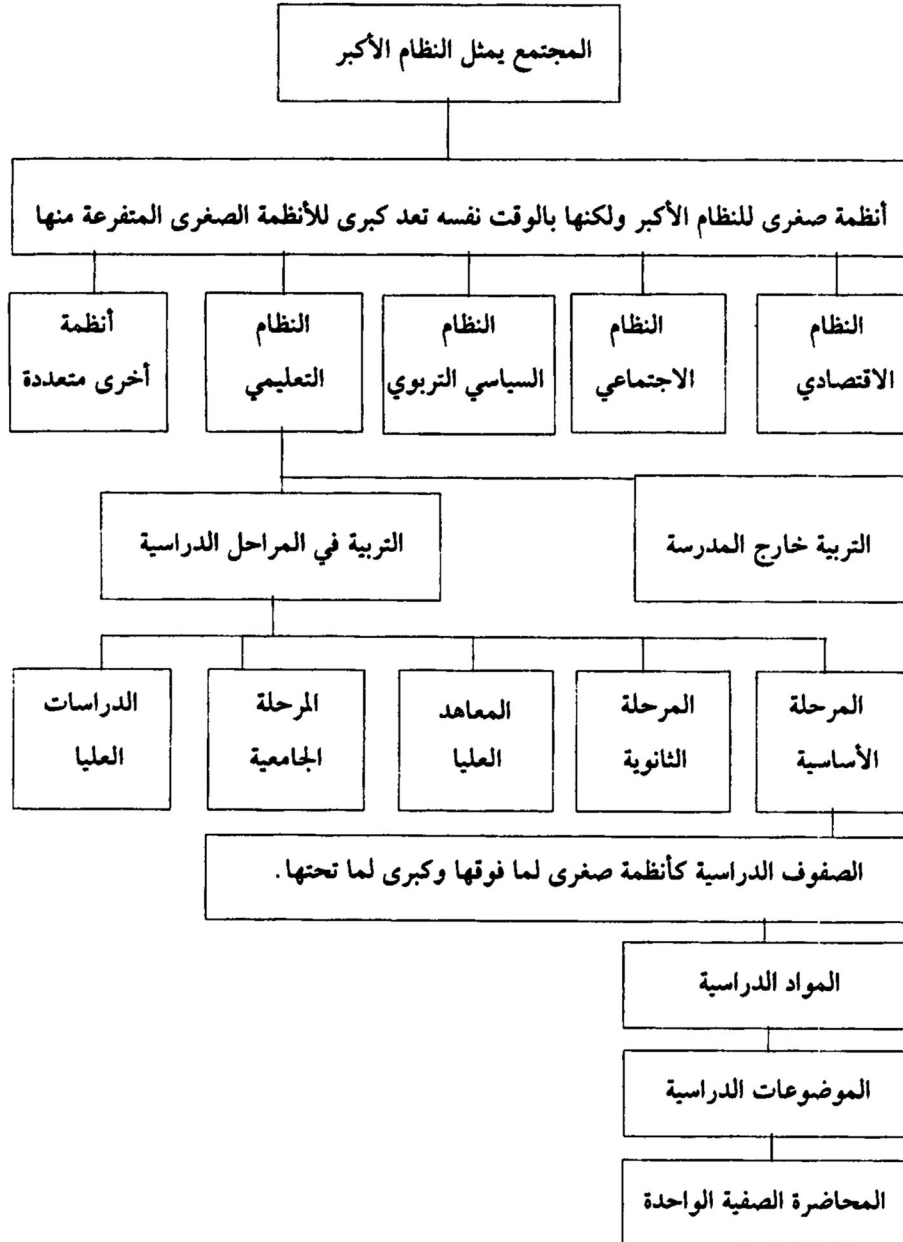 المجتمع يمثل النظام الأكبر
أنظمة صغرى للنظام الأكبر ولكنها بالوقت نفسه تعد كبرى للأنظمة الصغرى المتفرعة منها
النظام
الاقتصادي
النظام
الاجتماعي
النظام
السياسي التربوي
النظام
التعليمي
أنظمة
أخرى متعددة
التربية خارج المدرسة
التربية في المراحل الدراسية
المرحلة
الأساسية
المرحلة
الثانوية
المعاهد
العليا
المرحلة
الجامعية
الدراسات
العليا
الصفوف الدراسية كأنظمة صغرى لما فوقها وكبرى لما تحتها.
المواد الدراسية
الموضوعات الدراسية
المحاضرة الصفية الواحدة